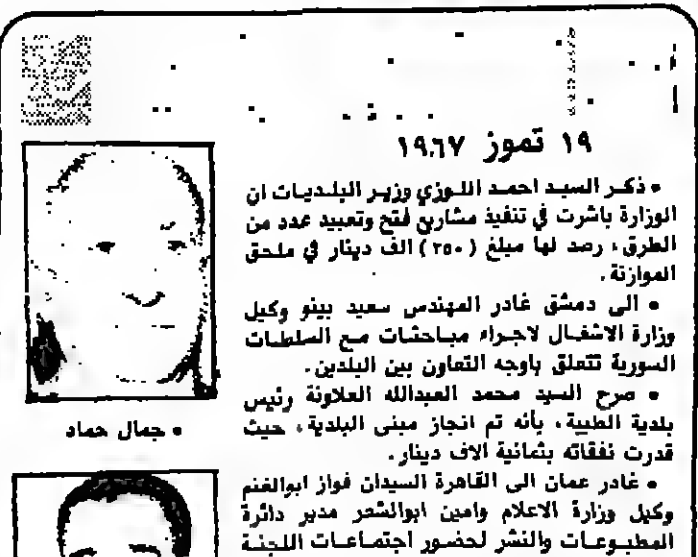 ١٩ تموز ١٩٦٧
• ذكر السيد احمد اللوزي وزير البلديات ان
الوزارة باشرت في تنفيذ مشاريع فتح وتعبيد عدد من
الطرق، رصد لها مبلغ (٢٥٠) الف دينار في ملحق
الموازنة.
• الى دمشق غادر المهندس سعيد بينو وكيل
وزارة الاشغال لاجراء مباحثات مع السلطات
السورية تتعلق باوجه التعاون بين البلدين.
• صرح السيد محمد العبدالله العلاونة رئيس
بلدية الطيبة، بأنه تم انجاز مبنى البلدية، حيث
قدرت نفقاته بثمانية الاف دينار.
• غادر عمان الى القاهرة السيدان فواز ابوالغنم
وكيل وزارة الاعلام وامين ابوالشعر مدير دائرة
المطبوعات والنشر لحضور اجتماعات اللجنة
• جمال حماد